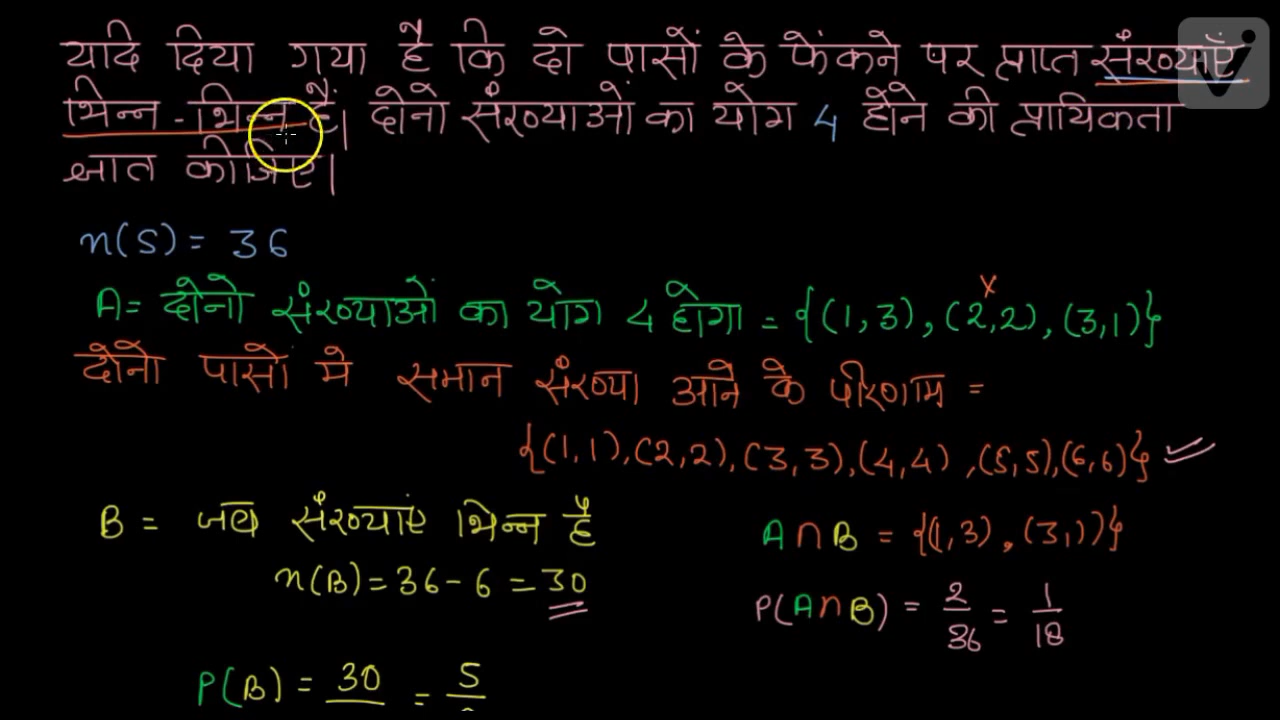 यदि दिया गया है कि दो पासों के फेंकने पर प्राप्त संख्याएँ
भिन्न-भिन्न हैं। दोनो संख्याओं का योग 4 होने की प्रायिकता
ज्ञात कीजिए।
n(S) = 36
A = दोनो संख्याओं का योग 4 होगा = {(1,3), (2,2), (3,1)}
x
दोनो पासों मे समान संख्या आने के परिणाम =
{(1,1),(2,2),(3,3),(4,4),(5,5),(6,6)}
B = जब संख्याएं भिन्न है
n(B) = 36 - 6 = 30
A∩B = {(1,3), (3,1)}
P(A∩B) = 2/36 = 1/18
P(B) = 30 = 5